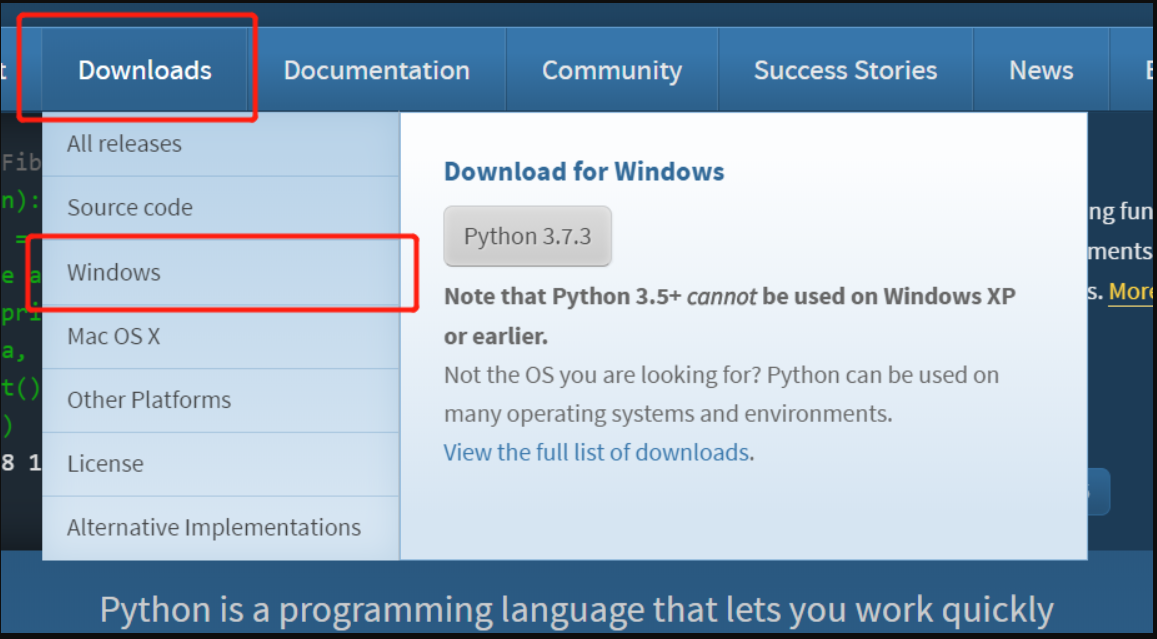 Downloads
Documentation
Community
Success Stories
News
All releases
Source code
Windows
Mac OS X
Other Platforms
License
Alternative Implementations
Download for Windows
Python 3.7.3
Note that Python 3.5+ cannot be used on Windows XP
or earlier.
Not the OS you are looking for? Python can be used on
many operating systems and environments.
View the full list of downloads.
Fib
n):
=
e a
pri
a,
t()
)
8 1
ng fun
ments
s. More
Python is a programming language that lets you work quickly